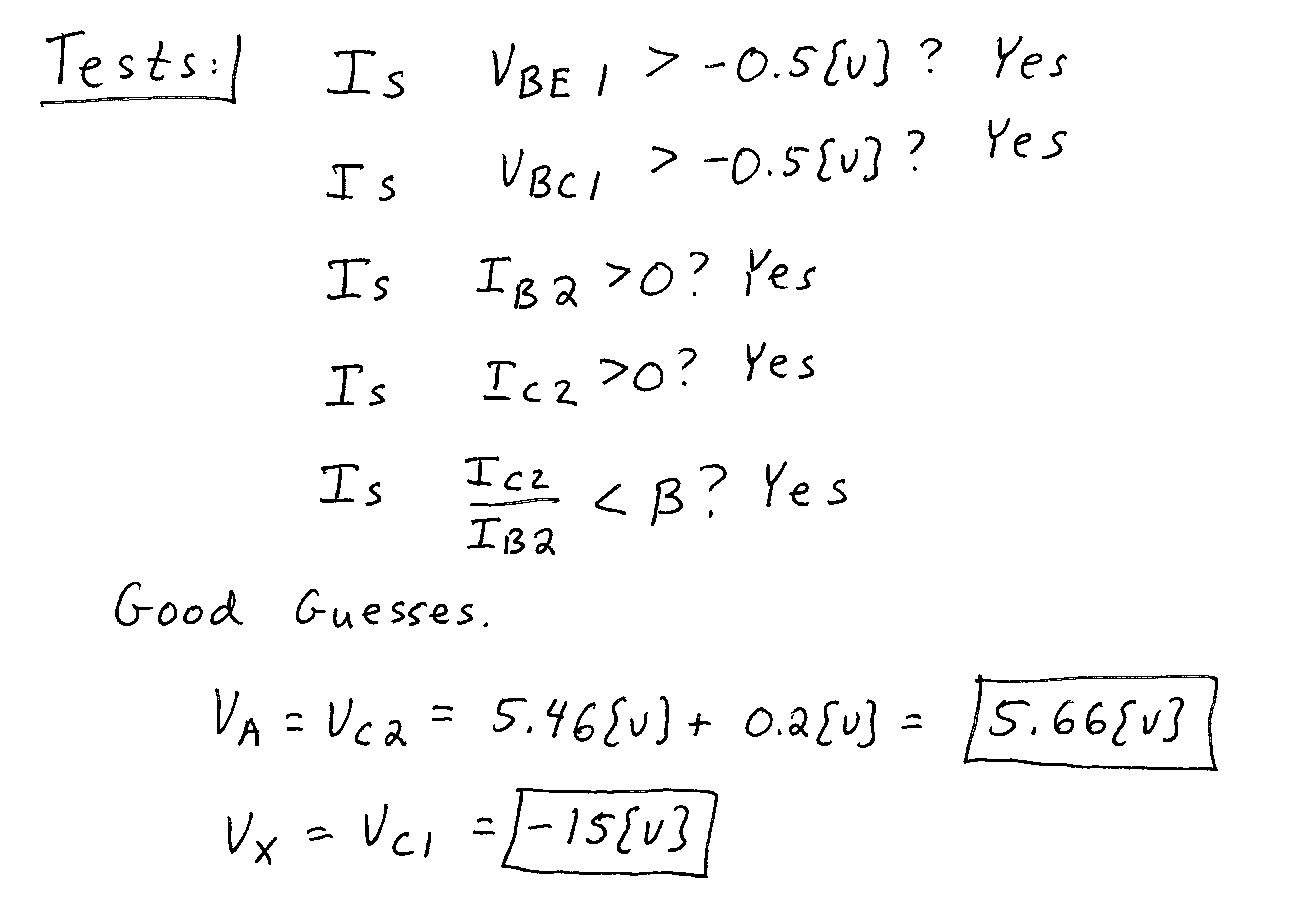 Tests: Is V_BE1 > -0.5{v}? Yes
Is V_BC1 > -0.5{v}? Yes
Is I_B2 >0? Yes
Is I_C2 >0? Yes
Is I_C2/I_B2 < β? Yes
Good Guesses.
V_A = V_C2 = 5.46{v} + 0.2{v} = 5.66{v}
V_X = V_C1 = -15{v}